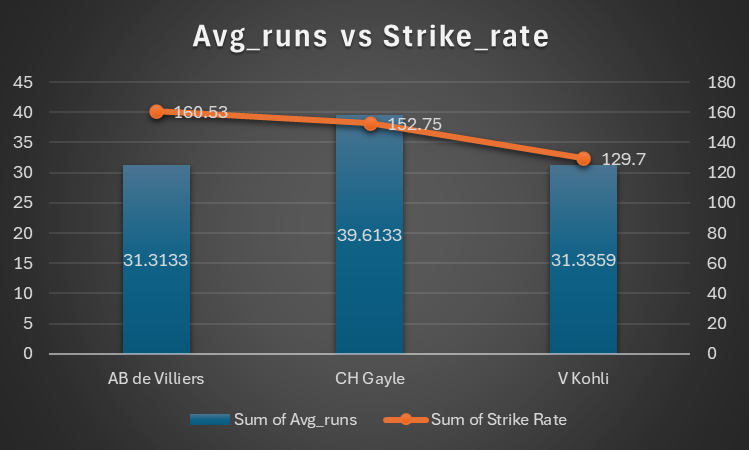 Avg_runs vs Strike_rate
45 180
40 160.53 160
35 152.75 140
30 129.7 120
25 100
20 39.6133 80
15 31.3133 31.3359 60
10 40
5 20
0 0
AB de Villiers CH Gayle V Kohli
Sum of Avg_runs Sum of Strike Rate